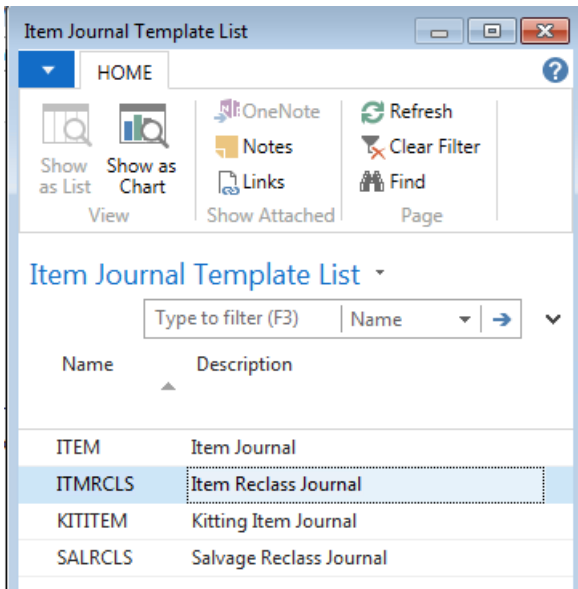 Item Journal Template List
HOME
Show as List
Show as Chart
View
OneNote
Notes
Links
Show Attached
Refresh
Clear Filter
Find
Page
Item Journal Template List
Type to filter (F3) Name
Name Description
ITEM Item Journal
ITMRCLS Item Reclass Journal
KITITEM Kitting Item Journal
SALRCLS Salvage Reclass Journal